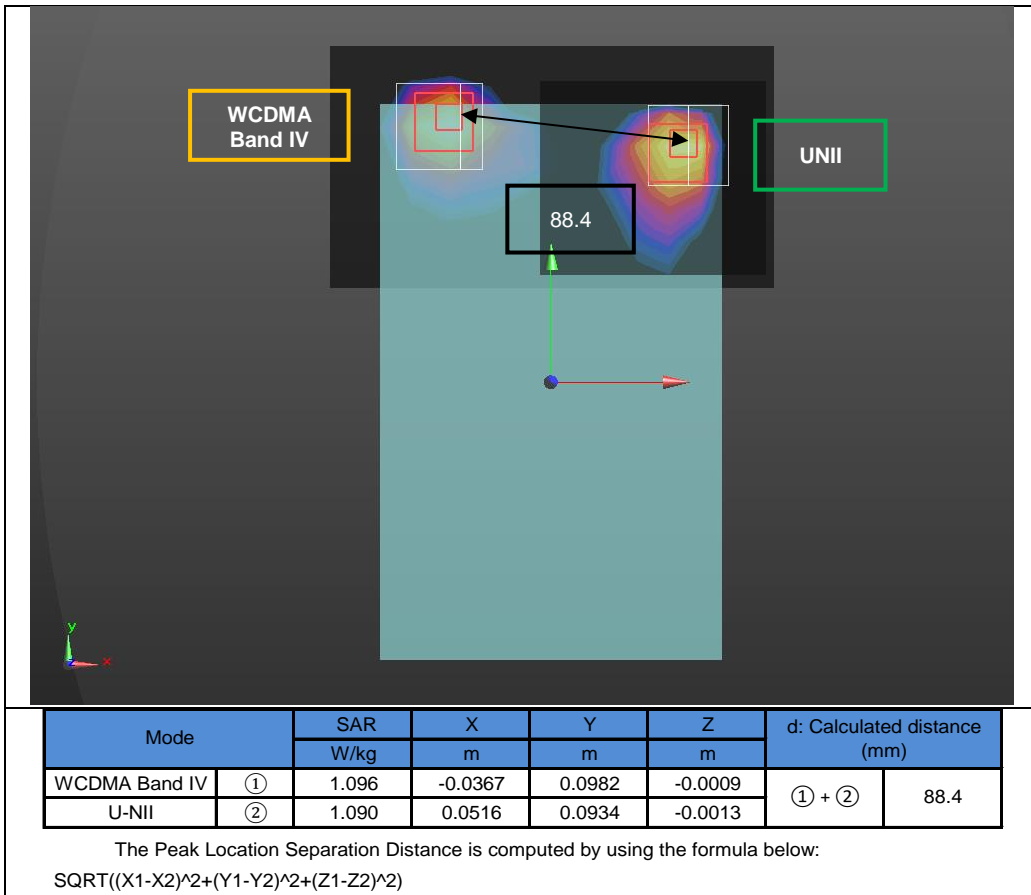 WCDMA
Band IV
UNII
88.4
y
x
z
Mode SAR X Y Z d: Calculated distance
(mm)
W/kg m m m
WCDMA Band IV ① 1.096 -0.0367 0.0982 -0.0009 ① + ② 88.4
U-NII ② 1.090 0.0516 0.0934 -0.0013
The Peak Location Separation Distance is computed by using the formula below:
SQRT((X1-X2)^2+(Y1-Y2)^2+(Z1-Z2)^2)